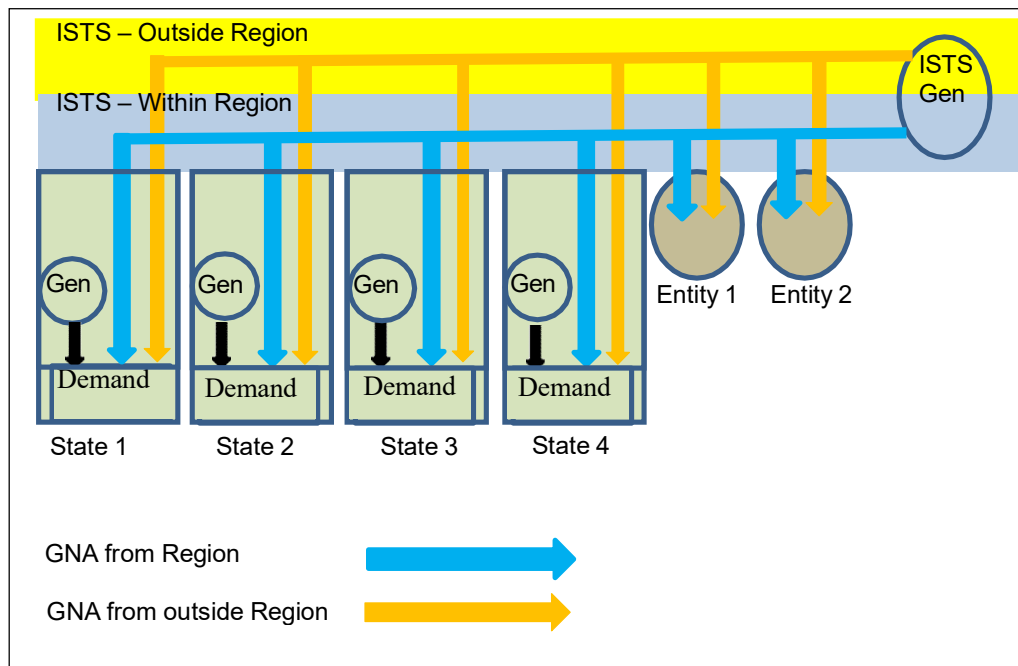 ISTS – Outside Region
ISTS
Gen
ISTS – Within Region
Gen
Gen
Gen
Gen
Entity 1
Entity 2
Demand
Demand
Demand
Demand
State 1
State 2
State 3
State 4
GNA from Region
GNA from outside Region